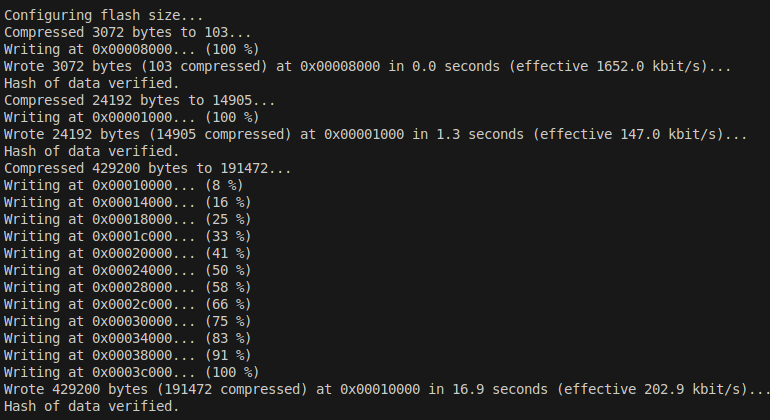 Configuring flash size...
Compressed 3072 bytes to 103...
Writing at 0x00008000... (100 %)
Wrote 3072 bytes (103 compressed) at 0x00008000 in 0.0 seconds (effective 1652.0 kbit/s)...
Hash of data verified.
Compressed 24192 bytes to 14905...
Writing at 0x00001000... (100 %)
Wrote 24192 bytes (14905 compressed) at 0x00001000 in 1.3 seconds (effective 147.0 kbit/s)...
Hash of data verified.
Compressed 429200 bytes to 191472...
Writing at 0x00010000... (8 %)
Writing at 0x00014000... (16 %)
Writing at 0x00018000... (25 %)
Writing at 0x0001c000... (33 %)
Writing at 0x00020000... (41 %)
Writing at 0x00024000... (50 %)
Writing at 0x00028000... (58 %)
Writing at 0x0002c000... (66 %)
Writing at 0x00030000... (75 %)
Writing at 0x00034000... (83 %)
Writing at 0x00038000... (91 %)
Writing at 0x0003c000... (100 %)
Wrote 429200 bytes (191472 compressed) at 0x00010000 in 16.9 seconds (effective 202.9 kbit/s)...
Hash of data verified.